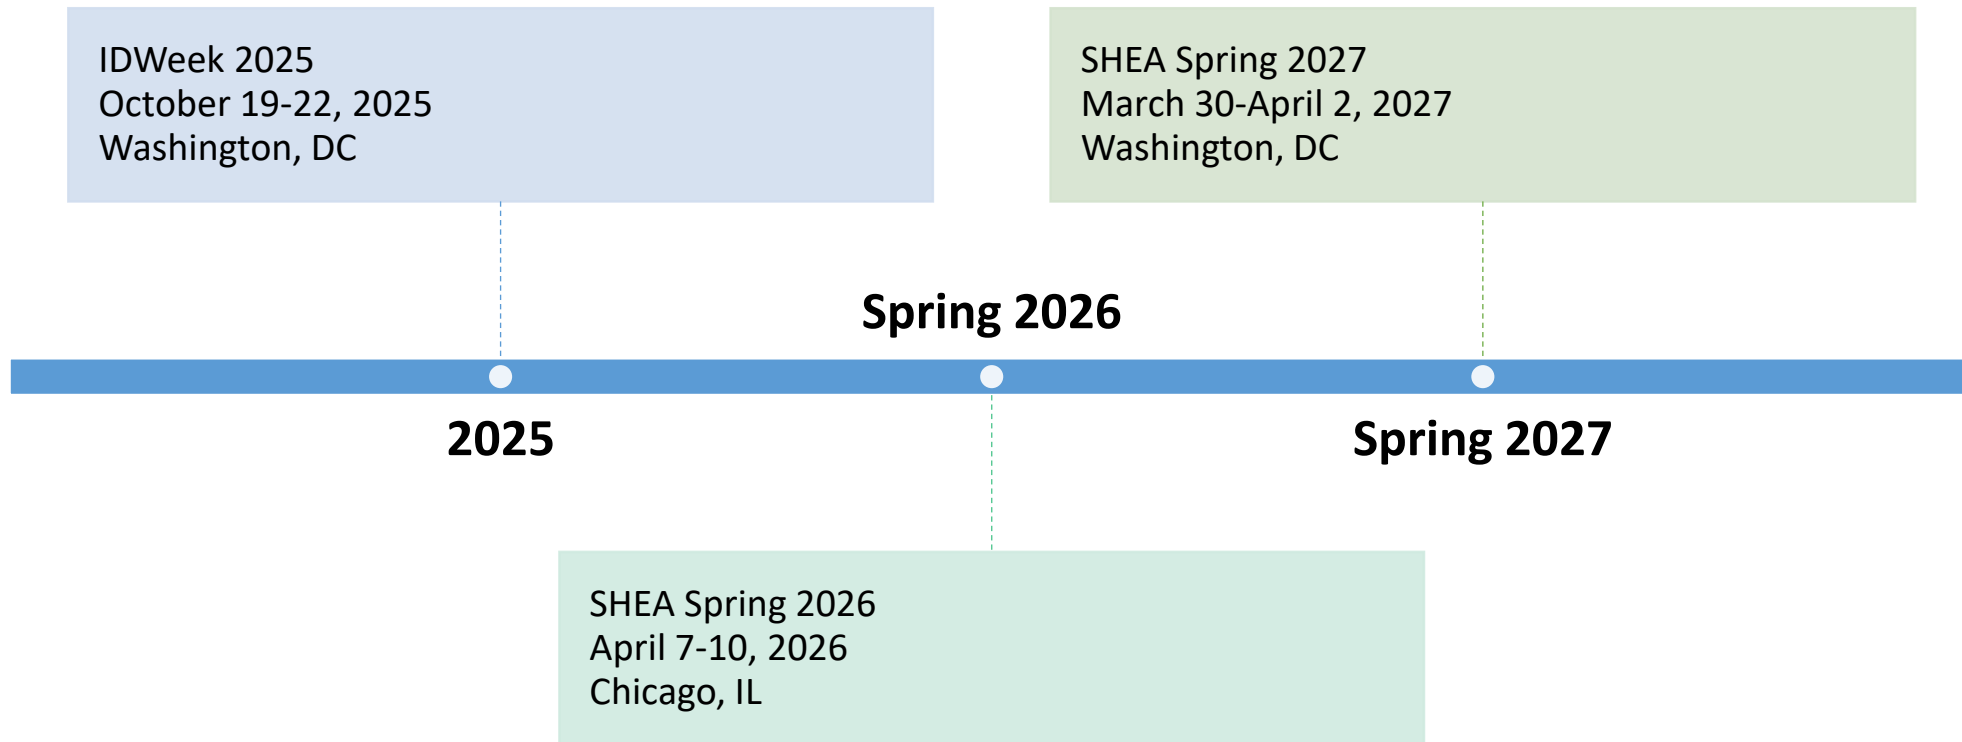 IDWeek 2025
October 19-22, 2025
Washington, DC
SHEA Spring 2027
March 30-April 2, 2027
Washington, DC
Spring 2026
2025
Spring 2027
SHEA Spring 2026
April 7-10, 2026
Chicago, IL